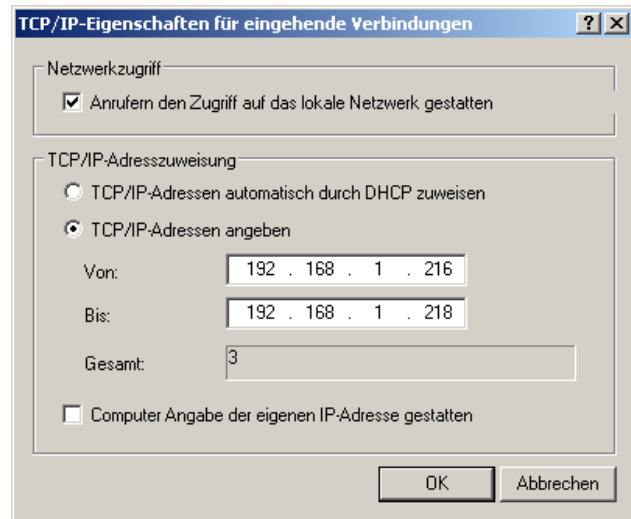 TCP/IP-Eigenschaften für eingehende Verbindungen
Netzwerkzugriff
Anrufern den Zugriff auf das lokale Netzwerk gestatten
TCP/IP-Adresszuweisung
TCP/IP-Adressen automatisch durch DHCP zuweisen
TCP/IP-Adressen angeben
Von: 192 . 168 . 1 . 216
Bis: 192 . 168 . 1 . 218
Gesamt: 3
Computer Angabe der eigenen IP-Adresse gestatten
OK Abbrechen